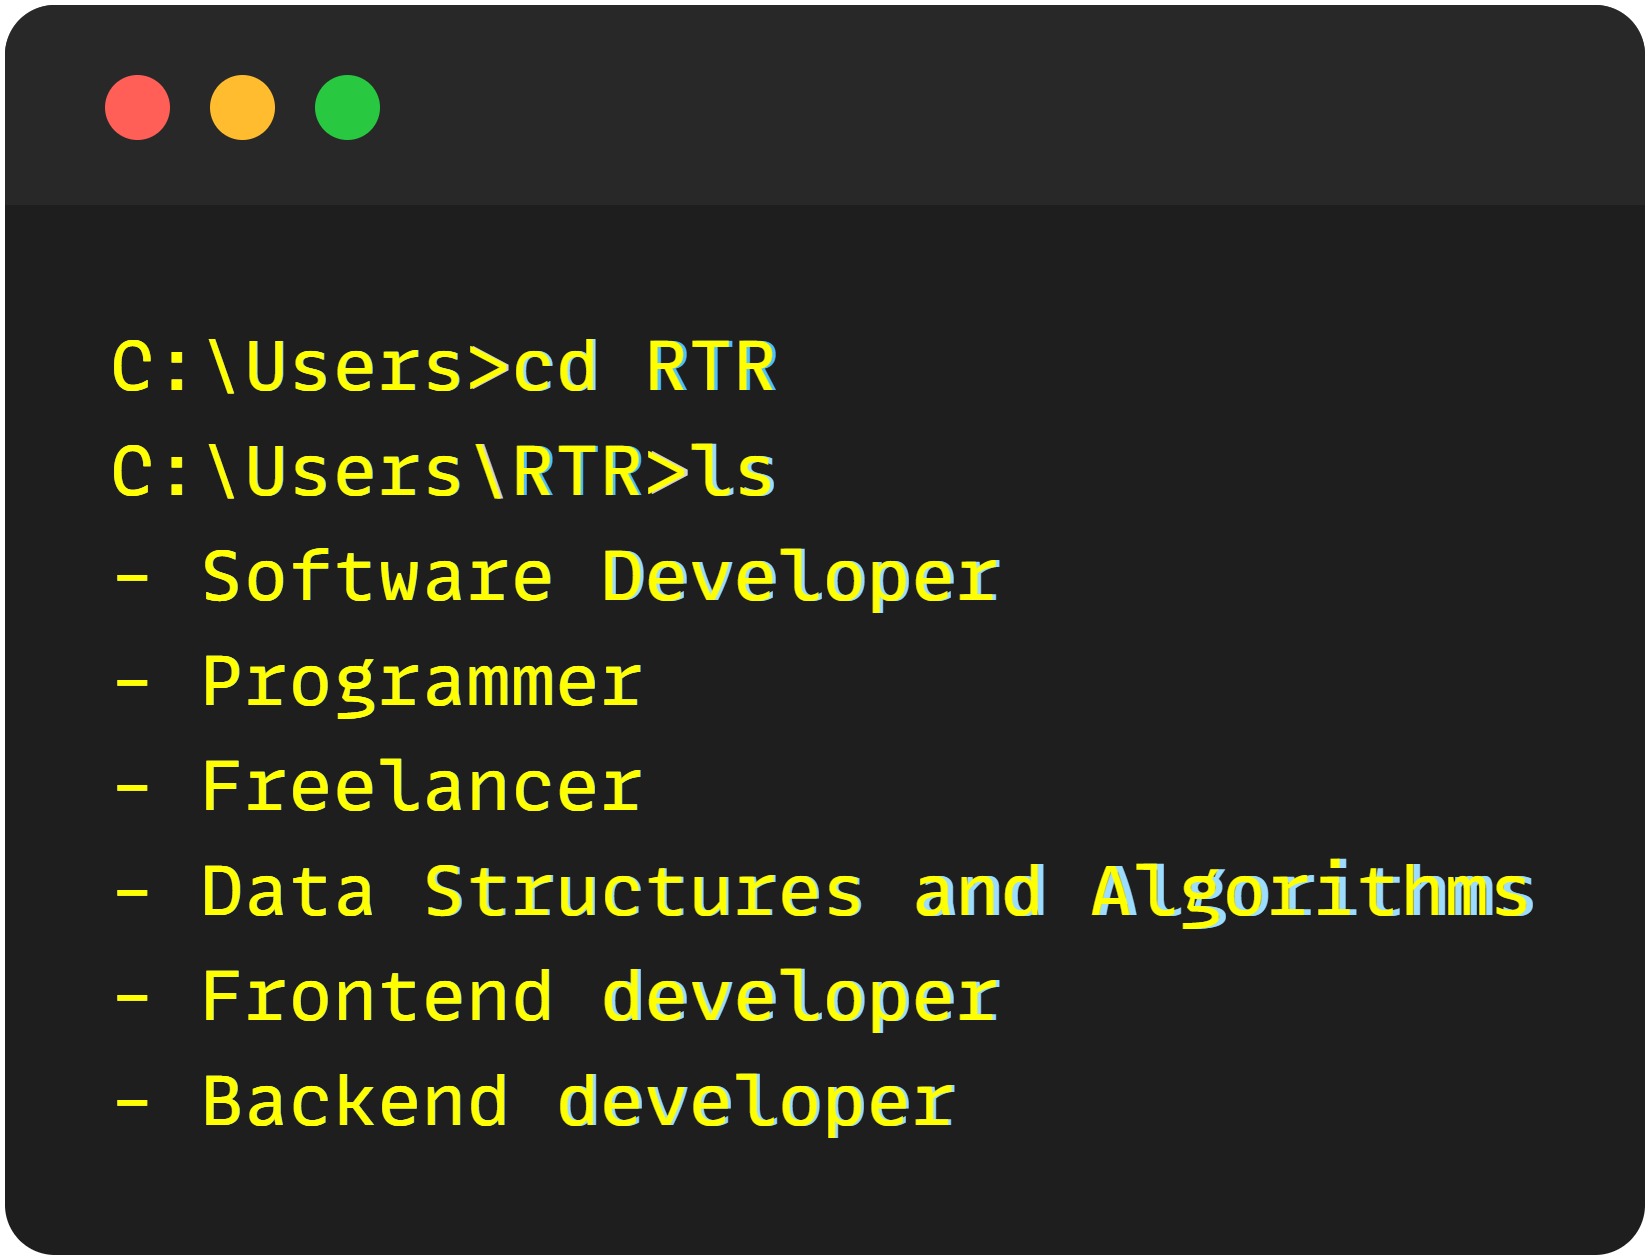 C:\Users>cd RTR
C:\Users\RTR>ls
- Software Developer
- Programmer
- Freelancer
- Data Structures and Algorithms
- Frontend developer
- Backend developer